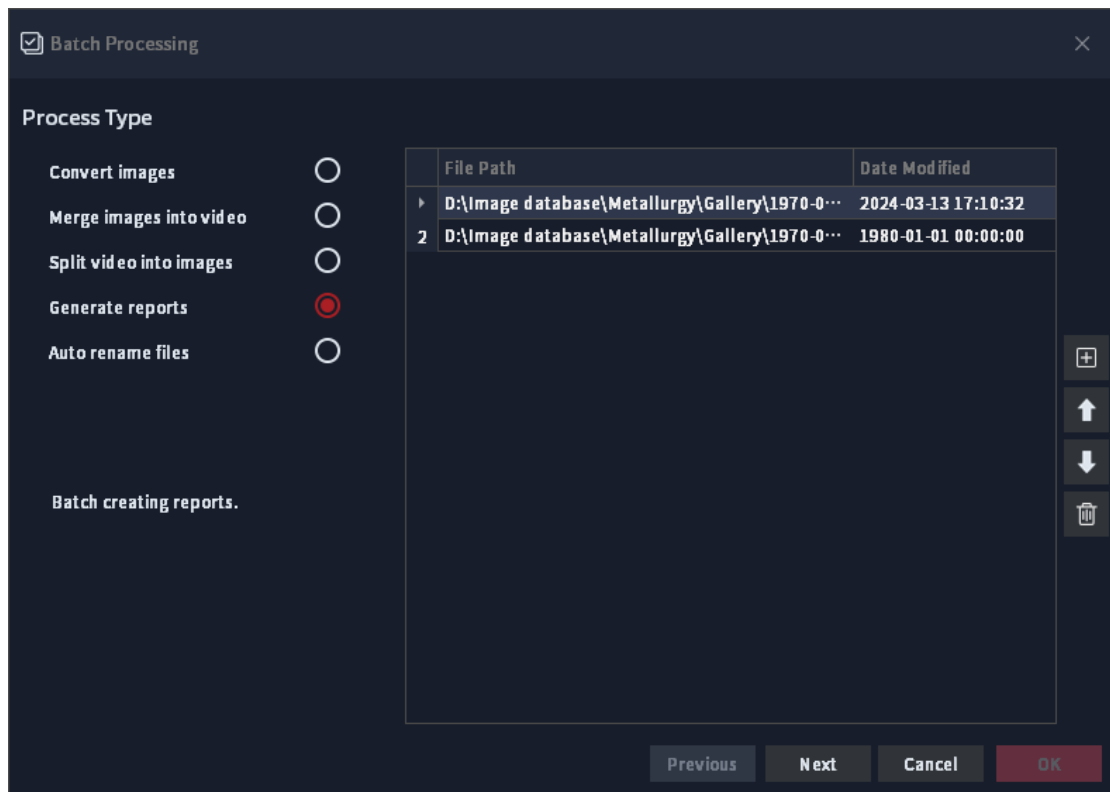 Batch Processing
Process Type
Convert images
Merge images into video
Split video into images
Generate reports
Auto rename files
Batch creating reports.
File Path Date Modified
D:\Image database\Metallurgy\Gallery\1970-0··· 2024-03-13 17:10:32
2 D:\Image database\Metallurgy\Gallery\1970-0··· 1980-01-01 00:00:00
Previous Next Cancel OK